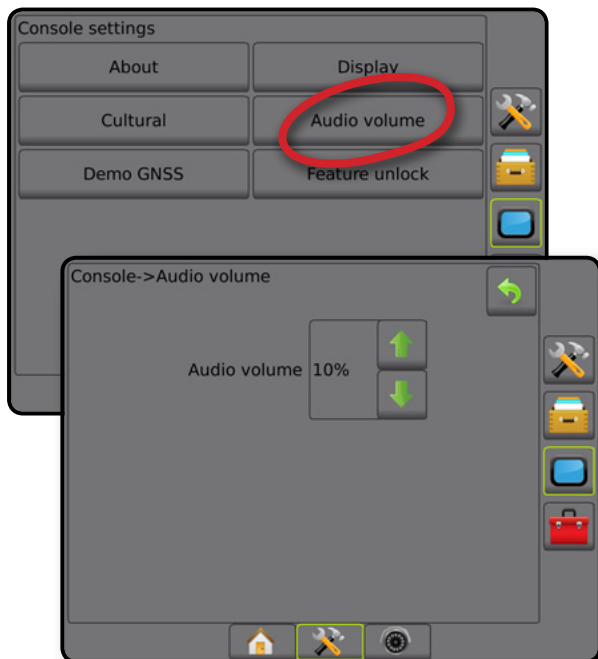 Console settings
About
Display
Cultural
Audio volume
Demo GNSS
Feature unlock
Console->Audio volume
Audio volume 10%